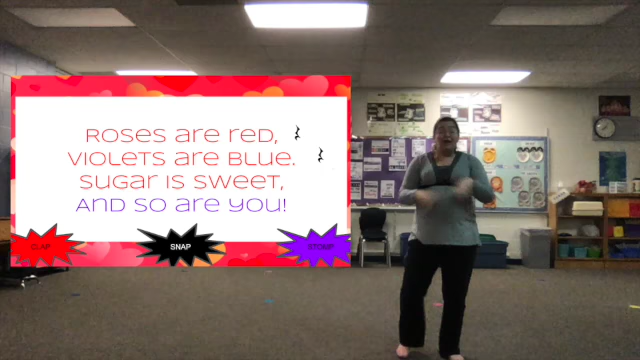 Roses are red,
Violets are Blue.
Sugar is sweet,
And so are you!
CLAP
SNAP
STOMP